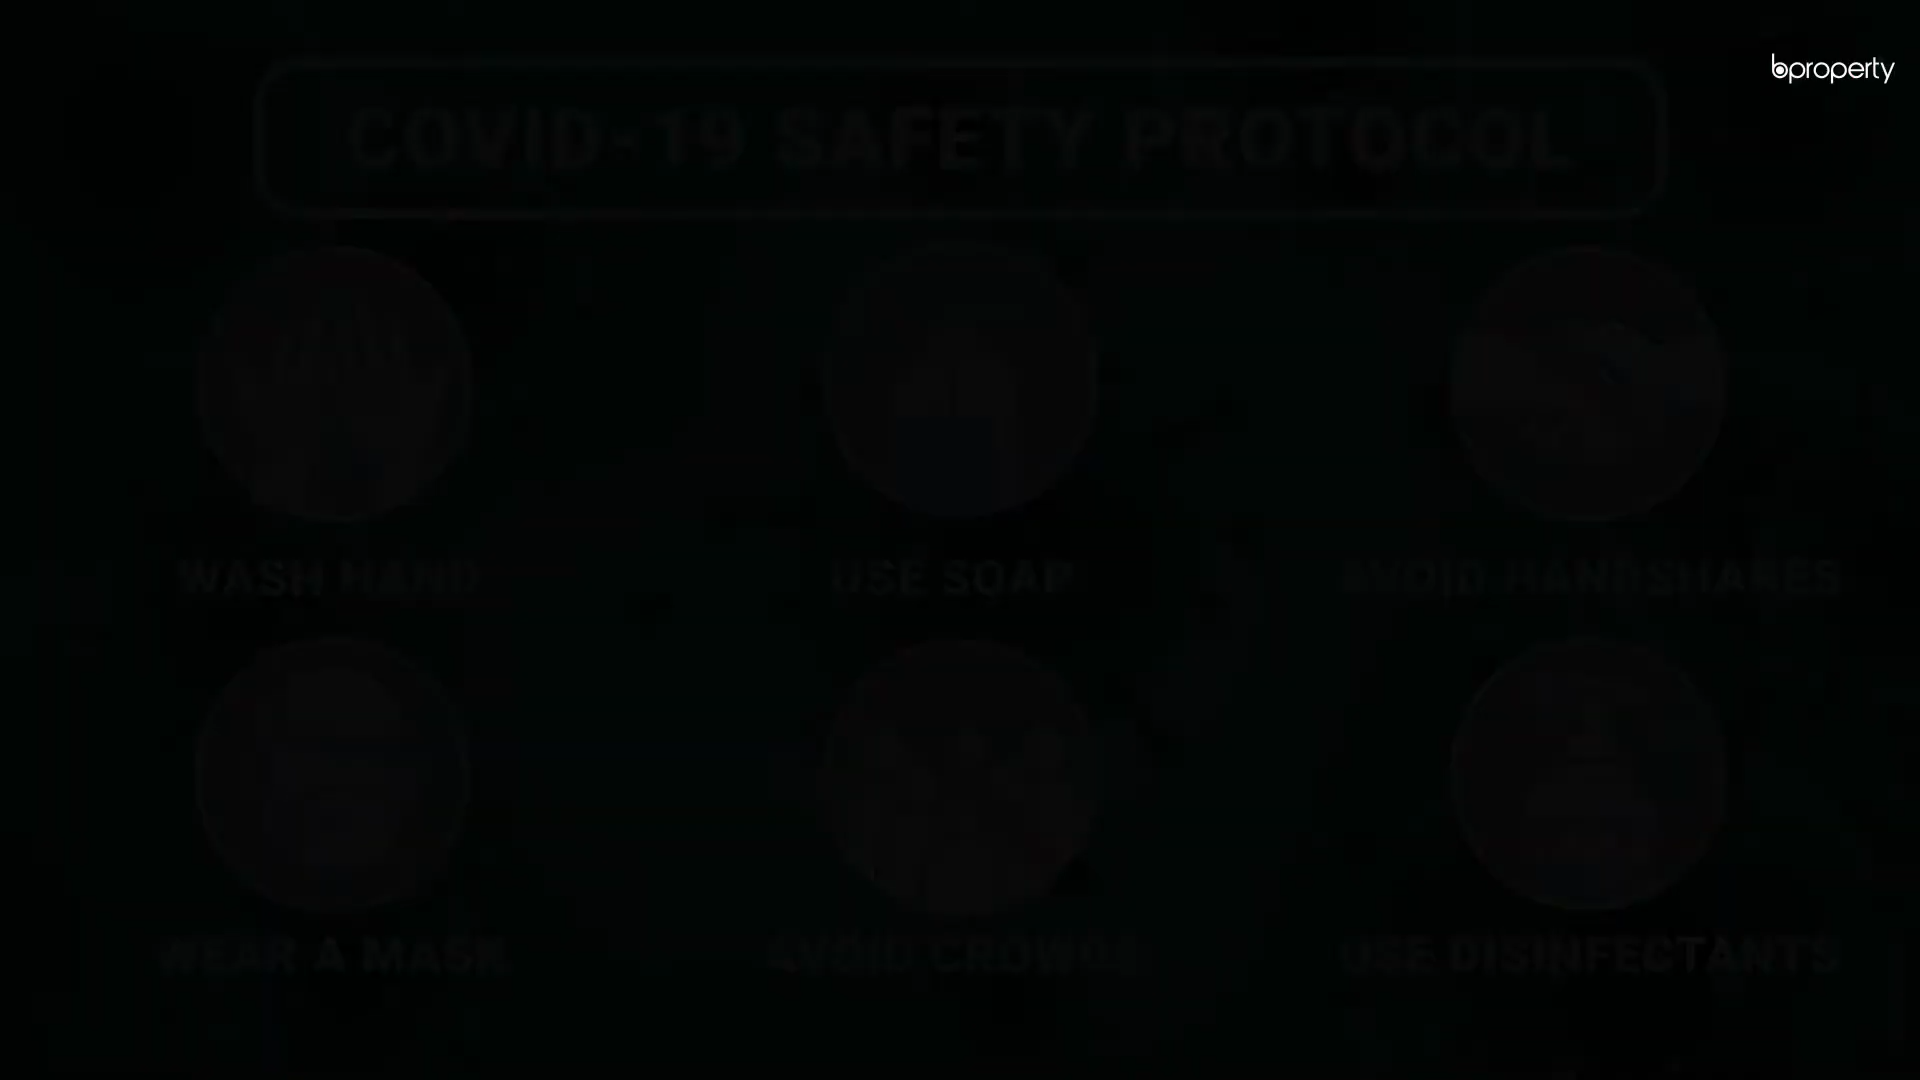 bproperty
COVID-19 SAFETY PROTOCOL
WASH HAND
USE SOAP
AVOID HANDSHAKES
WEAR A MASK
AVOID CROWDS
USE DISINFECTANTS